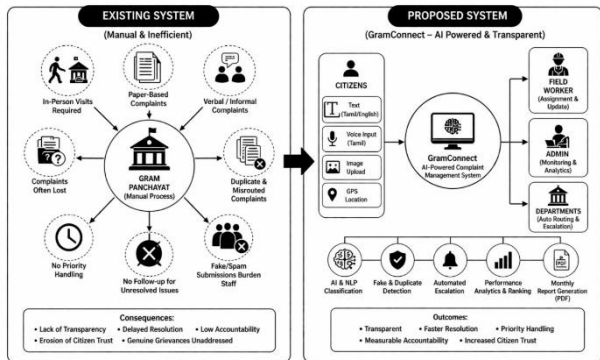 EXISTING SYSTEM
(Manual & Inefficient)
In-Person Visits
Required
Paper-Based
Complaints
Verbal / Informal
Complaints
Complaints
Often Lost
GRAM
PANCHAYAT
(Manual Process)
Duplicate &
Misrouted
Complaints
No Priority
Handling
No Follow-up for
Unresolved Issues
Fake/Spam
Submissions Burden
Staff
Consequences:
• Lack of Transparency • Delayed Resolution • Low Accountability
• Erosion of Citizen Trust • Genuine Grievances Unaddressed
PROPOSED SYSTEM
(GramConnect – AI Powered & Transparent)
CITIZENS
Text
(Tamil/English)
Voice Input
(Tamil)
Image
Upload
GPS
Location
GramConnect
AI-Powered Complaint
Management System
FIELD
WORKER
(Assignment &
Update)
ADMIN
(Monitoring &
Analytics)
DEPARTMENTS
(Auto Routing &
Escalation)
AI & NLP
Classification
Fake & Duplicate
Detection
Automated
Escalation
Performance
Analytics & Ranking
PDF
Monthly
Report Generation
(PDF)
Outcomes:
• Transparent • Faster Resolution • Priority Handling
• Measurable Accountability • Increased Citizen Trust